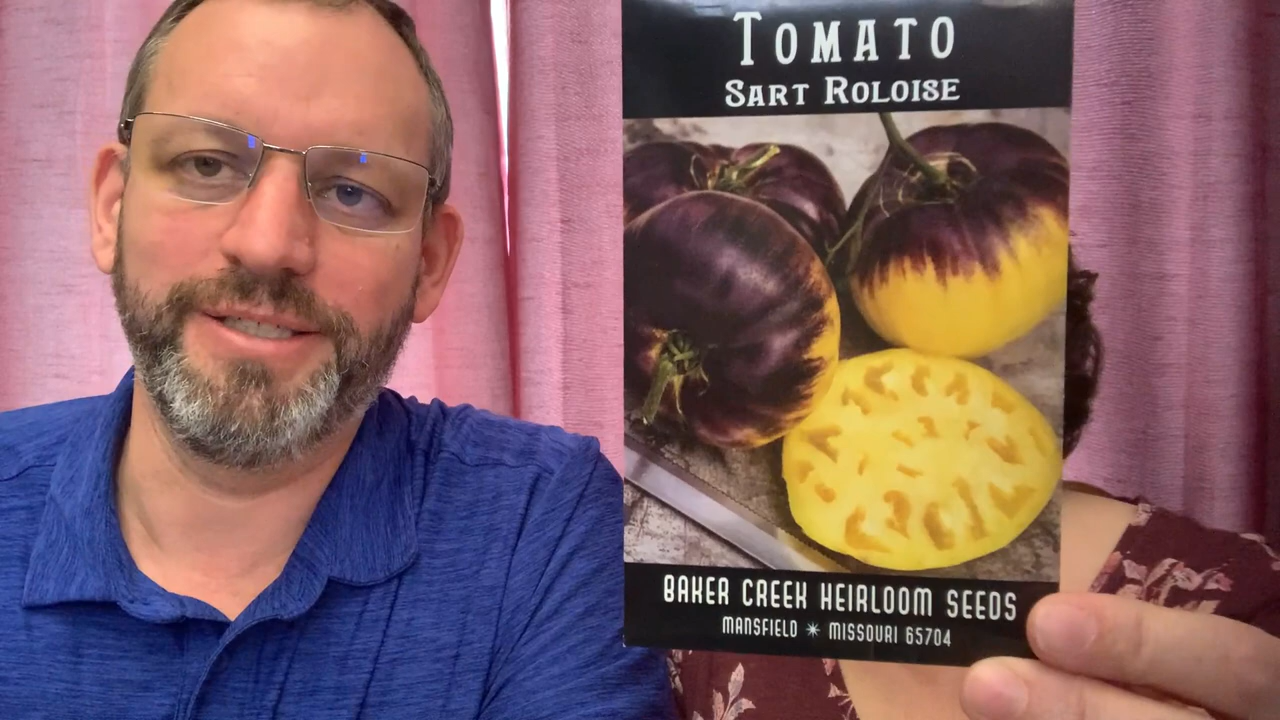 TOMATO
SART ROLOISE
BAKER CREEK HEIRLOOM SEEDS
MANSFIELD ✴ MISSOURI 65704